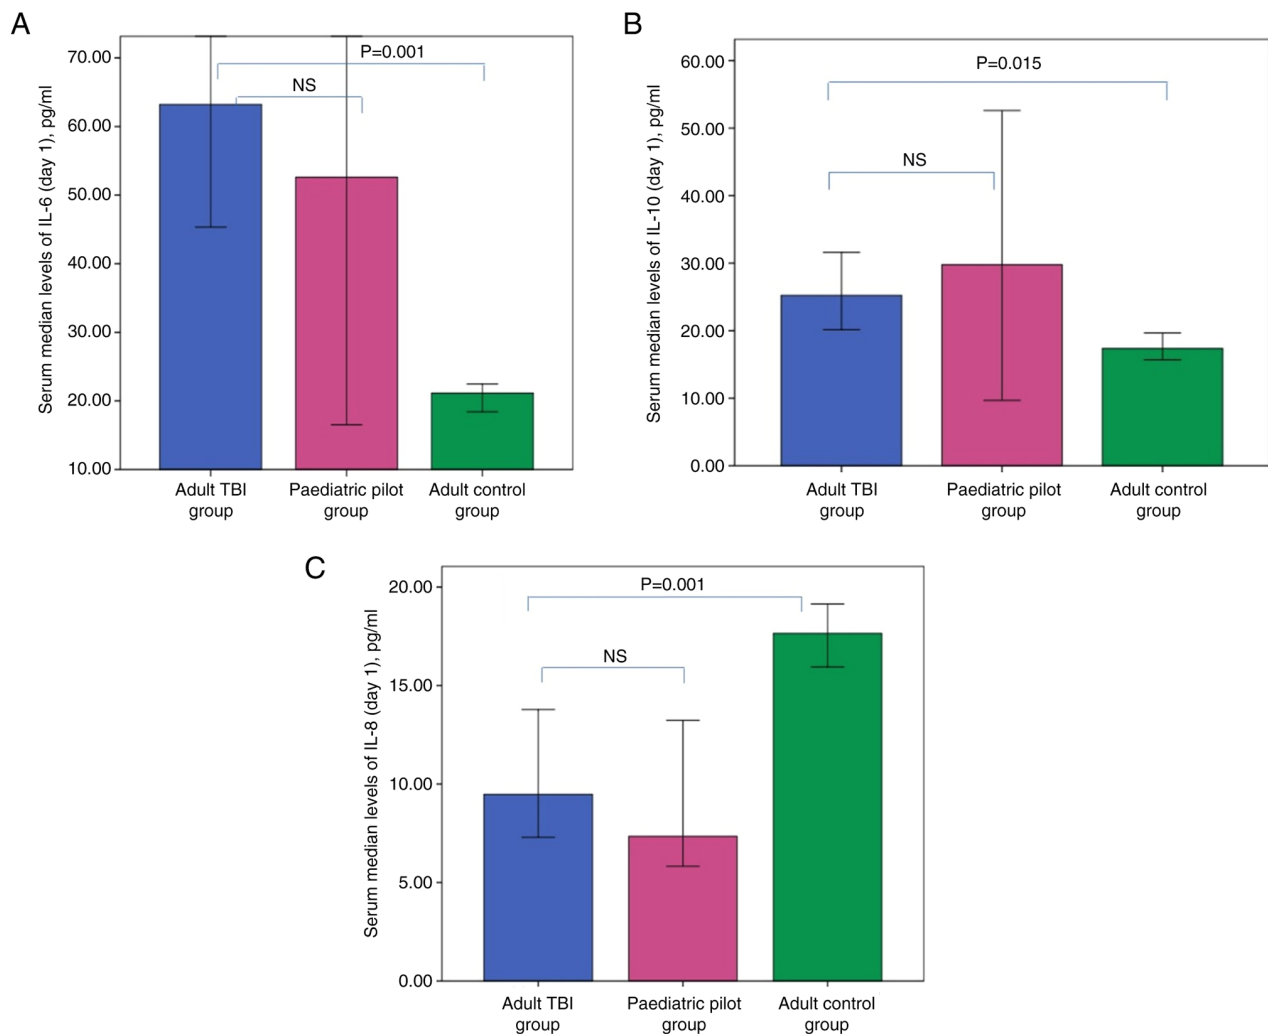 A
Serum median levels of IL-6 (day 1), pg/ml
70.00
60.00
50.00
40.00
30.00
20.00
10.00
P=0.001
NS
Adult TBI
group
Paediatric pilot
group
Adult control
group
B
Serum median levels of IL-10 (day 1), pg/ml
60.00
50.00
40.00
30.00
20.00
10.00
0.00
P=0.015
NS
Adult TBI
group
Paediatric pilot
group
Adult control
group
C
Serum median levels of IL-8 (day 1), pg/ml
20.00
15.00
10.00
5.00
0.00
P=0.001
NS
Adult TBI
group
Paediatric pilot
group
Adult control
group